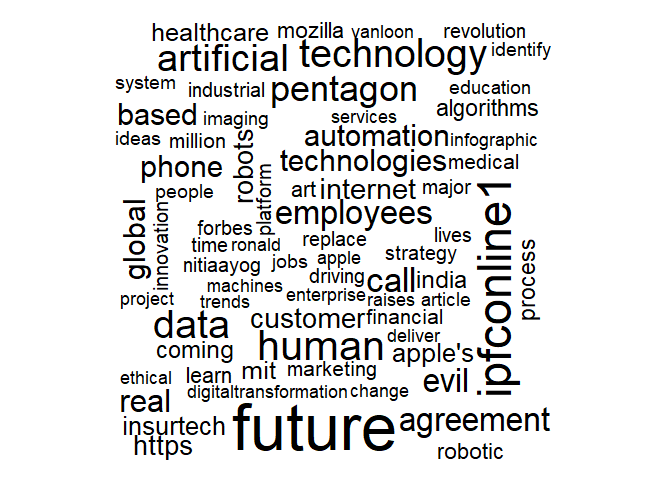 healthcare mozilla vanloon revolution
artificial technology identify
system industrial pentagon education
based imaging services algorithms
ideas million robots automation infographic
phone technologies medical
people platform art internet major
global innovation employees ipfconline1
forbes replace lives process
time ronald apple strategy
nitiaayog jobs driving call india
machines enterprise raises article
project trends
data customer financial
coming human deliver apple's
ethical learn mit marketing evil
digitaltransformation change
real future agreement
insurtech
https robotic